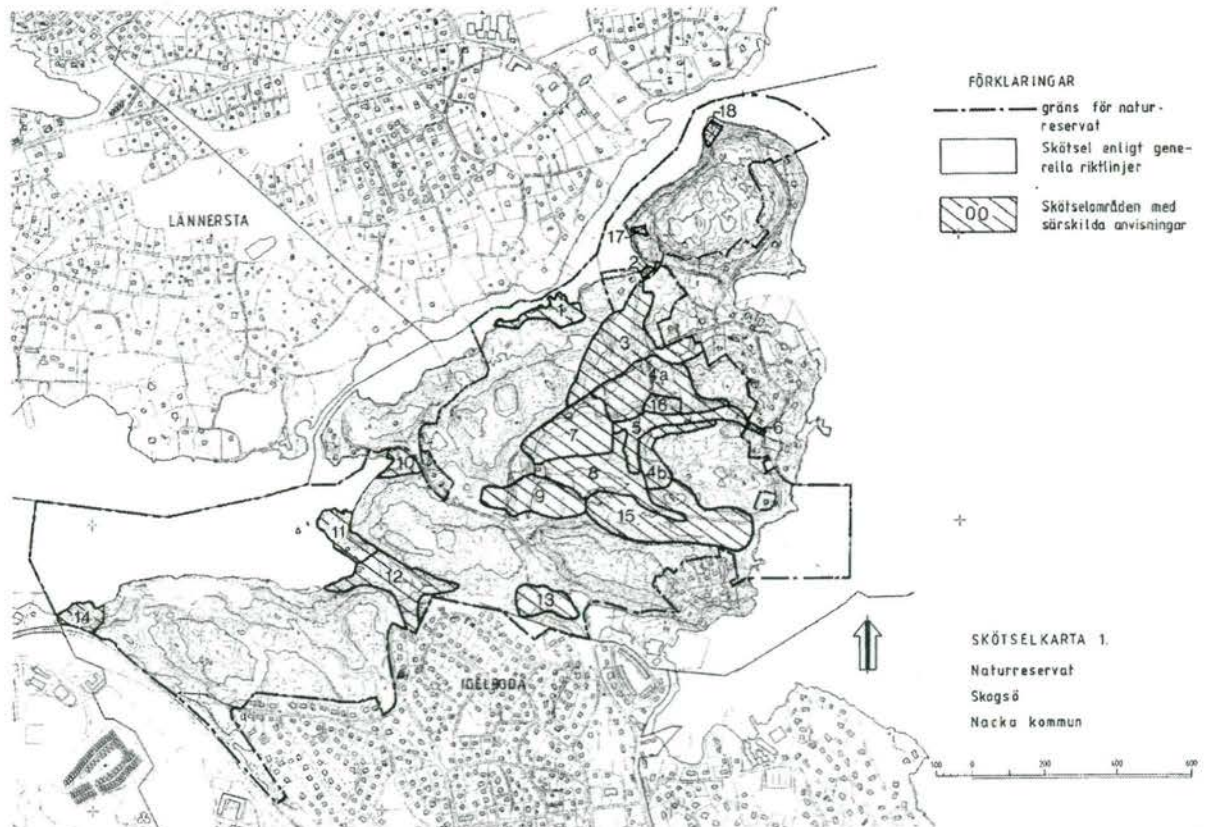 FÖRKLARINGAR
gräns för natur-
reservat
Skötsel enligt gene-
rella riktlinjer
00
Skötselområden med
särskilda anvisningar
LÄNNERSTA
18
17
2
1
3
4a
16
5
6
7
8
4b
10
9
15
11
12
13
14
IGELBODA
SKÖTSELKARTA 1.
Naturreservat
Skogsö
Nacka kommun
100 0 200 400 600